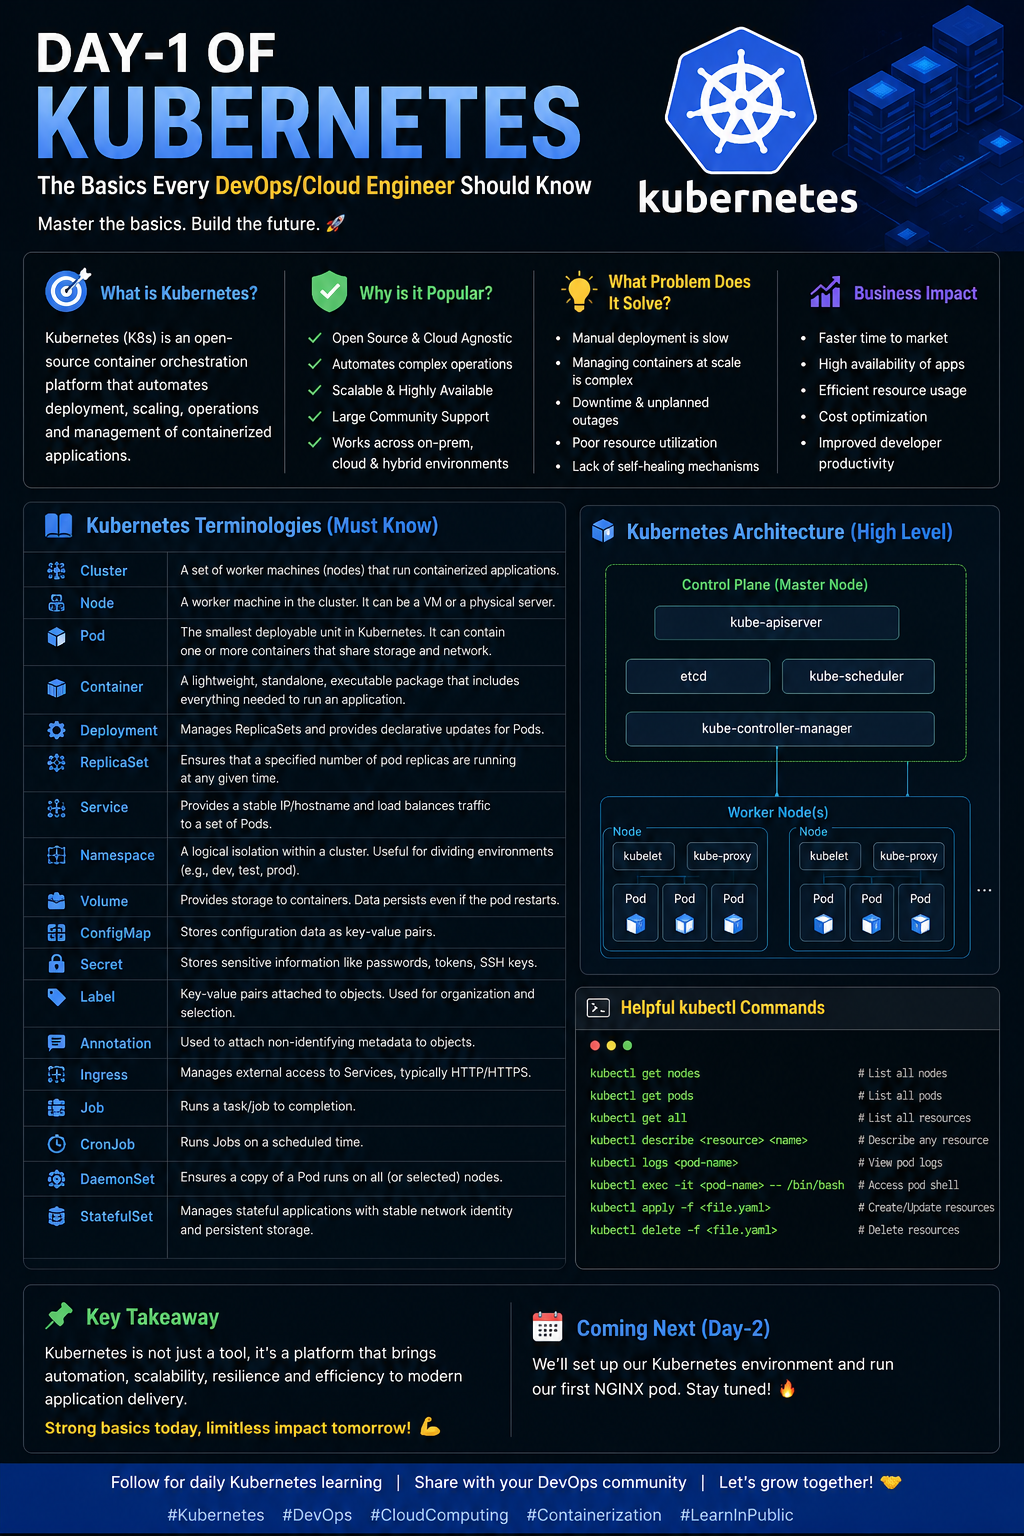 DAY-1 OF
KUBERNETES
The Basics Every DevOps/Cloud Engineer Should Know
Master the basics. Build the future. 🚀
kubernetes
What is Kubernetes?
Kubernetes (K8s) is an open-
source container orchestration
platform that automates
deployment, scaling, operations
and management of containerized
applications.
Why is it Popular?
✓ Open Source & Cloud Agnostic
✓ Automates complex operations
✓ Scalable & Highly Available
✓ Large Community Support
✓ Works across on-prem,
cloud & hybrid environments
What Problem Does
It Solve?
• Manual deployment is slow
• Managing containers at scale
is complex
• Downtime & unplanned
outages
• Poor resource utilization
• Lack of self-healing mechanisms
Business Impact
• Faster time to market
• High availability of apps
• Efficient resource usage
• Cost optimization
• Improved developer
productivity
Kubernetes Terminologies (Must Know)
Cluster A set of worker machines (nodes) that run containerized applications.
Node A worker machine in the cluster. It can be a VM or a physical server.
Pod The smallest deployable unit in Kubernetes. It can contain
one or more containers that share storage and network.
Container A lightweight, standalone, executable package that includes
everything needed to run an application.
Deployment Manages ReplicaSets and provides declarative updates for Pods.
ReplicaSet Ensures that a specified number of pod replicas are running
at any given time.
Service Provides a stable IP/hostname and load balances traffic
to a set of Pods.
Namespace A logical isolation within a cluster. Useful for dividing environments
(e.g., dev, test, prod).
Volume Provides storage to containers. Data persists even if the pod restarts.
ConfigMap Stores configuration data as key-value pairs.
Secret Stores sensitive information like passwords, tokens, SSH keys.
Label Key-value pairs attached to objects. Used for organization and
selection.
Annotation Used to attach non-identifying metadata to objects.
Ingress Manages external access to Services, typically HTTP/HTTPS.
Job Runs a task/job to completion.
CronJob Runs Jobs on a scheduled time.
DaemonSet Ensures a copy of a Pod runs on all (or selected) nodes.
StatefulSet Manages stateful applications with stable network identity
and persistent storage.
Kubernetes Architecture (High Level)
Control Plane (Master Node)
kube-apiserver
etcd kube-scheduler
kube-controller-manager
Worker Node(s)
Node Node
kubelet kube-proxy kubelet kube-proxy
Pod Pod Pod Pod Pod Pod
...
Helpful kubectl Commands
kubectl get nodes # List all nodes
kubectl get pods # List all pods
kubectl get all # List all resources
kubectl describe <resource> <name> # Describe any resource
kubectl logs <pod-name> # View pod logs
kubectl exec -it <pod-name> -- /bin/bash # Access pod shell
kubectl apply -f <file.yaml> # Create/Update resources
kubectl delete -f <file.yaml> # Delete resources
Key Takeaway
Kubernetes is not just a tool, it's a platform that brings
automation, scalability, resilience and efficiency to modern
application delivery.
Strong basics today, limitless impact tomorrow! 💪
Coming Next (Day-2)
We'll set up our Kubernetes environment and run
our first NGINX pod. Stay tuned! 🔥
Follow for daily Kubernetes learning | Share with your DevOps community | Let's grow together! 🤝
#Kubernetes #DevOps #CloudComputing #Containerization #LearnInPublic